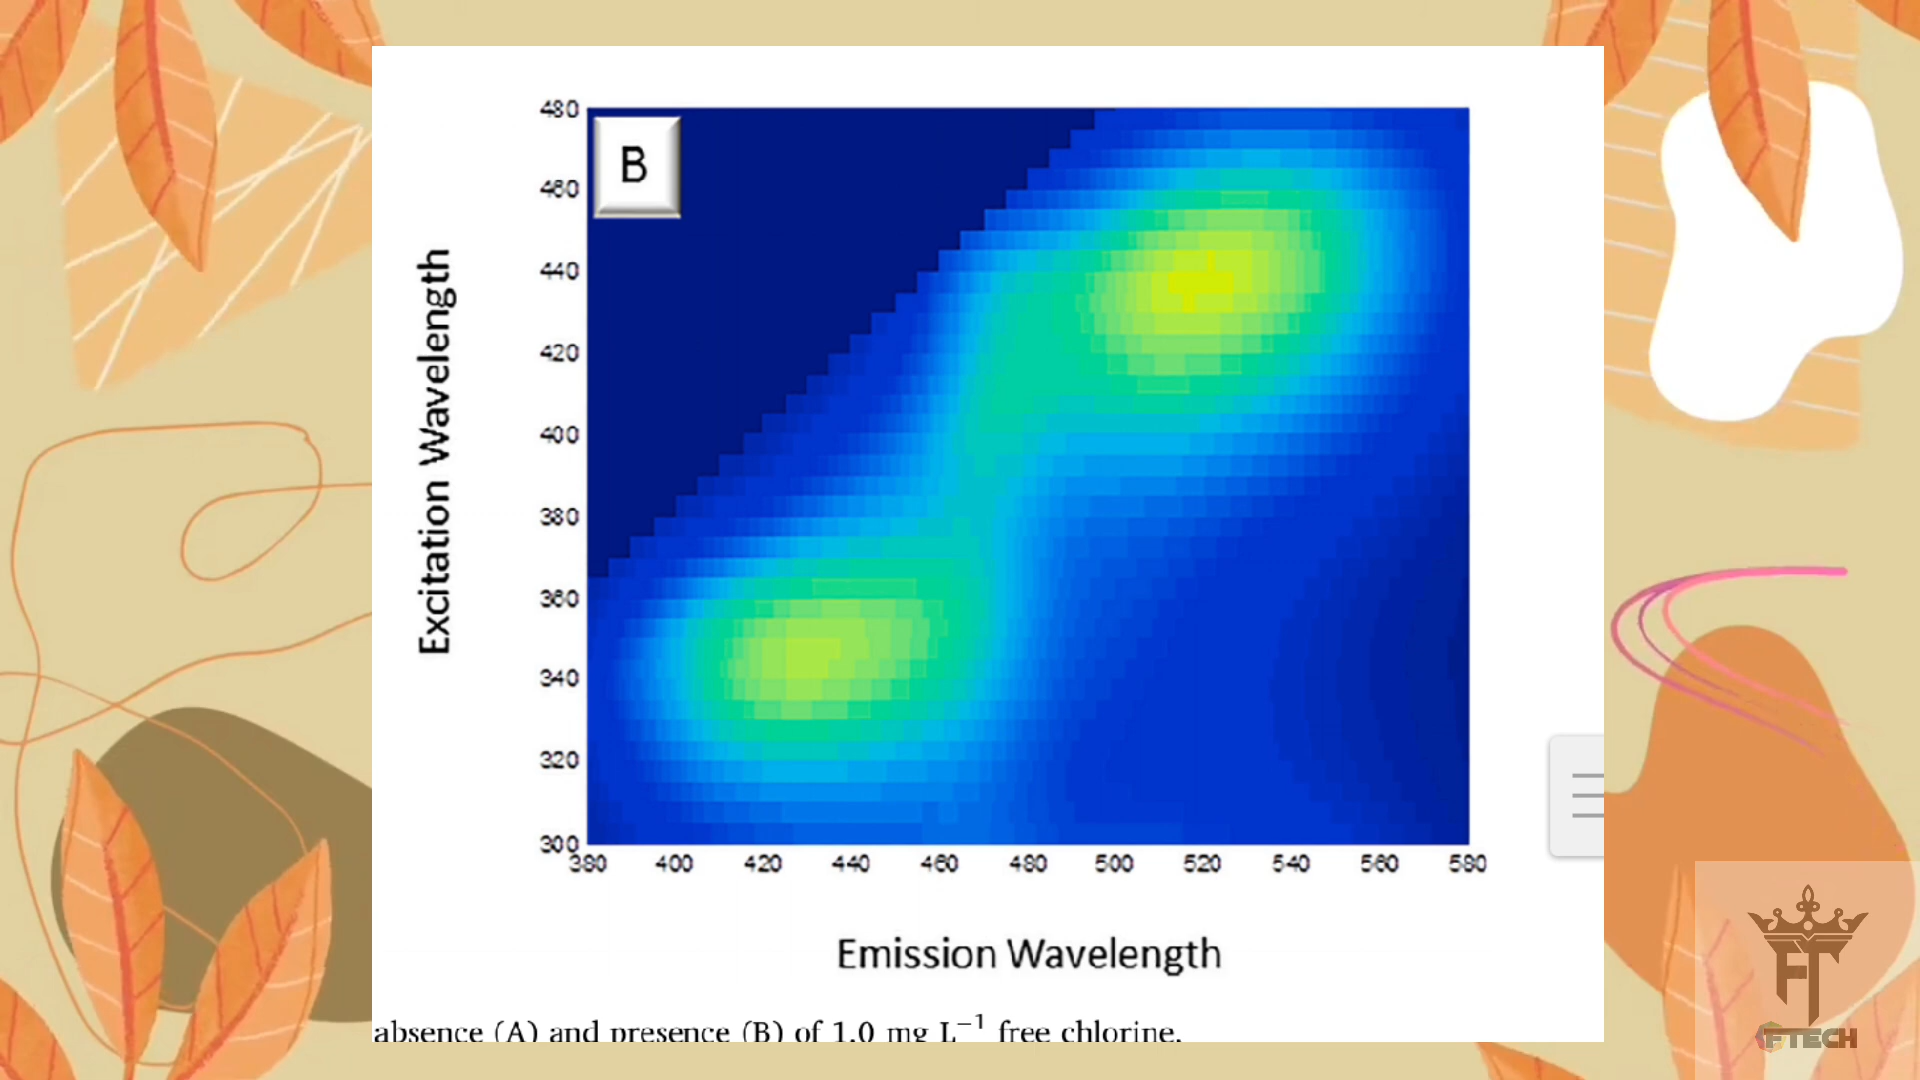 B
480
460
440
420
400
380
360
340
320
300
380 400 420 440 460 480 500 520 540 560 580
Excitation Wavelength
Emission Wavelength
absence (A) and presence (B) of 1.0 mg L⁻¹ free chlorine.
FT
FTECH